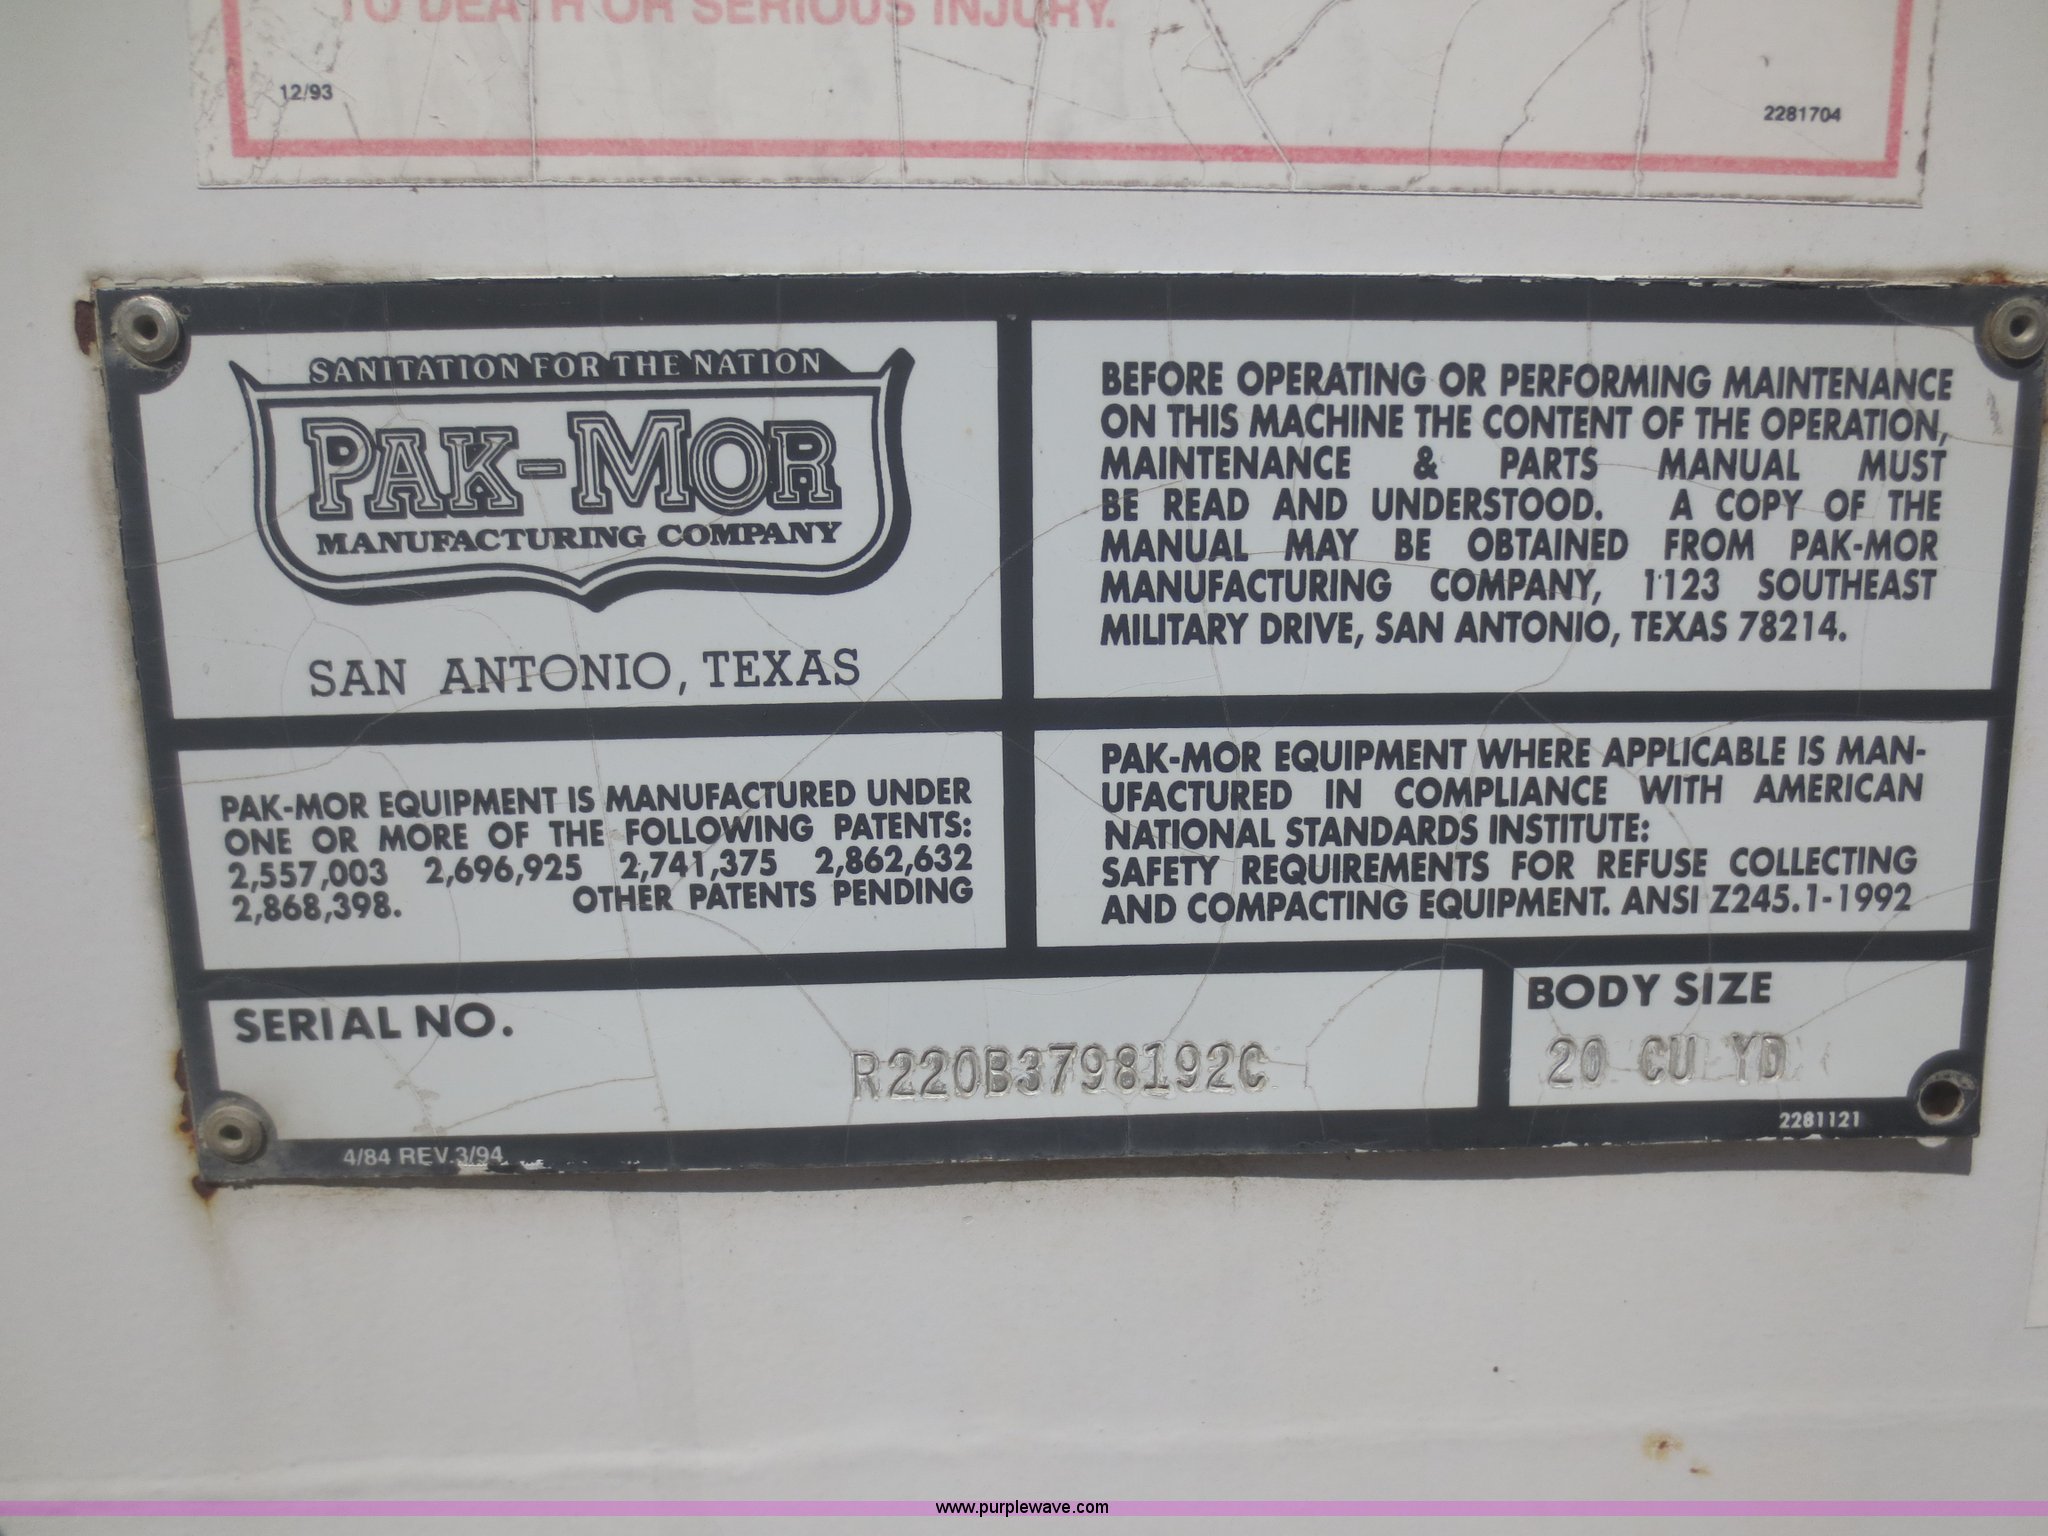 TO DEATH OR SERIOUS INJURY.
12/93
2281704
SANITATION FOR THE NATION
PAK-MOR
MANUFACTURING COMPANY
SAN ANTONIO, TEXAS
BEFORE OPERATING OR PERFORMING MAINTENANCE
ON THIS MACHINE THE CONTENT OF THE OPERATION,
MAINTENANCE & PARTS MANUAL MUST
BE READ AND UNDERSTOOD. A COPY OF THE
MANUAL MAY BE OBTAINED FROM PAK-MOR
MANUFACTURING COMPANY, 1123 SOUTHEAST
MILITARY DRIVE, SAN ANTONIO, TEXAS 78214.
PAK-MOR EQUIPMENT IS MANUFACTURED UNDER
ONE OR MORE OF THE FOLLOWING PATENTS:
2,557,003 2,696,925 2,741,375 2,862,632
2,868,398. OTHER PATENTS PENDING
PAK-MOR EQUIPMENT WHERE APPLICABLE IS MAN-
UFACTURED IN COMPLIANCE WITH AMERICAN
NATIONAL STANDARDS INSTITUTE:
SAFETY REQUIREMENTS FOR REFUSE COLLECTING
AND COMPACTING EQUIPMENT. ANSI Z245.1-1992
SERIAL NO.
R220B3798192C
BODY SIZE
20 CU YD
2281121
4/84 REV.3/94
www.purplewave.com